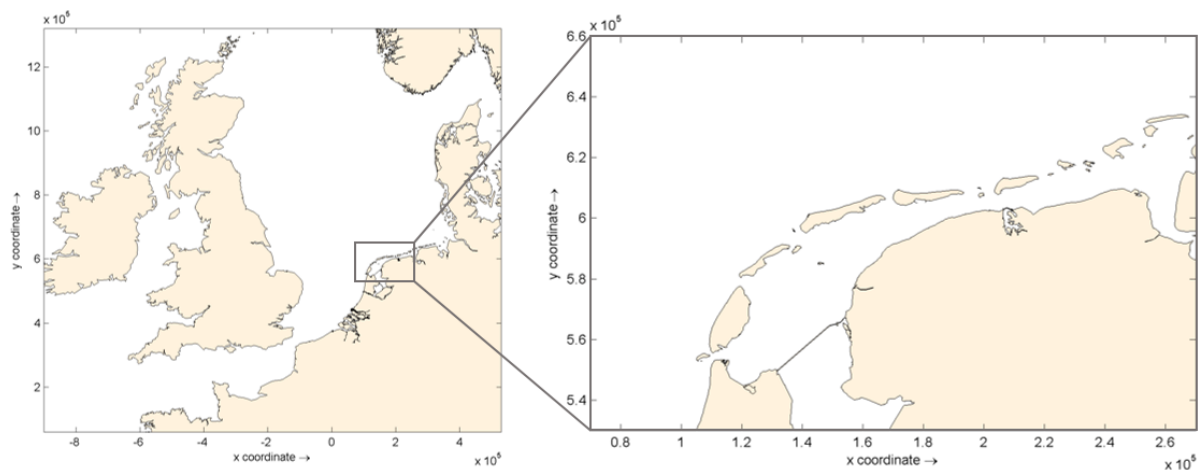 x 10⁵
12
10
8
6
4
2
y coordinate→
-8 -6 -4 -2 0 2 4
x coordinate →
x 10⁵
x 10⁵
6.6
6.4
6.2
6
5.8
5.6
5.4
y coordinate→
0.8 1 1.2 1.4 1.6 1.8 2 2.2 2.4 2.6
x coordinate →
x 10⁵